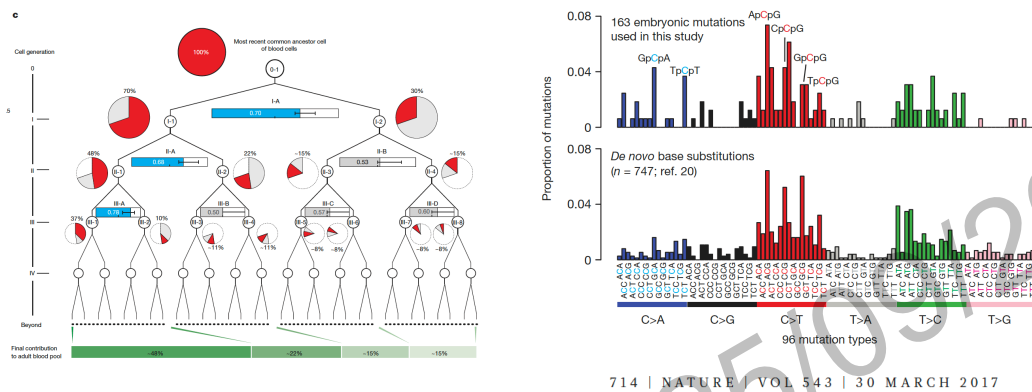 c
Cell generation
Most recent common ancestor cell
of blood cells
100%
0
0-1
70%
I-A
0.70
30%
.5
I
I-1
I-2
48%
II-A
0.68
22%
~15%
II-B
0.53
~15%
II
II-1
II-2
II-3
II-4
37%
III-A
0.79
10%
III-B
0.50
III-C
0.57
III-D
0.60
III
III-1
III-2
III-3
III-4
III-5
III-6
III-7
III-8
~11%
~11%
~8%
~8%
~8%
~8%
IV
Beyond
Final contribution
to adult blood pool
~48%
~22%
~15%
~15%
Proportion of mutations
0.08
0.04
0
163 embryonic mutations
used in this study
GpCpA
TpCpT
ApCpG
CpCpG
GpCpG
TpCpG
0.08
0.04
0
De novo base substitutions
(n = 747; ref. 20)
C>A
C>G
C>T
T>A
T>C
T>G
96 mutation types
714 | NATURE | VOL 543 | 30 MARCH 2017